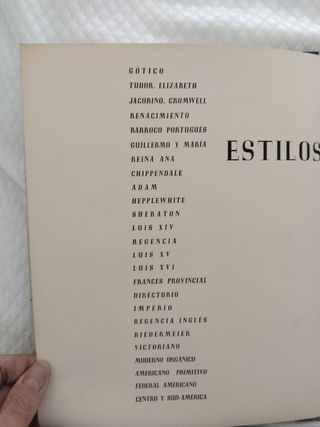 GÓTICO
TUDOR, ELIZABETH
JACOBINO, CROMWELL
RENACIMIENTO
BARROCO PORTUGUÉS
GUILLERMO Y MARÍA
REINA ANA
CHIPPENDALE
ADAM
HEPPLEWHITE
SHERATON
LUIS XIV
REGENCIA
LUIS XV
LUIS XVI
FRANCÉS PROVINCIAL
DIRECTORIO
IMPERIO
REGENCIA INGLÉS
BIEDERMEIER
VICTORIANO
MODERNO ORGÁNICO
AMERICANO PRIMITIVO
FEDERAL AMERICANO
CENTRO Y SUD-AMÉRICA
ESTILOS